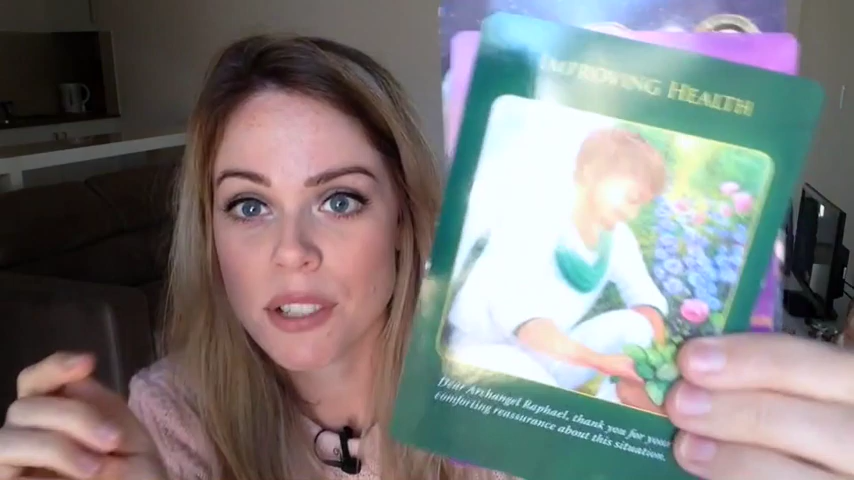 IMPROVING HEALTH
Dear Archangel Raphael, thank you for your
comforting reassurance about this situation.